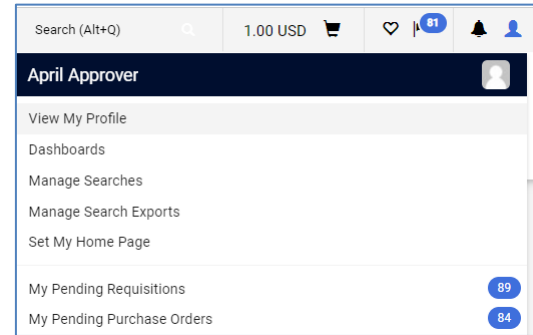 Search (Alt+Q) 1.00 USD 81
April Approver
View My Profile
Dashboards
Manage Searches
Manage Search Exports
Set My Home Page
My Pending Requisitions 89
My Pending Purchase Orders 84